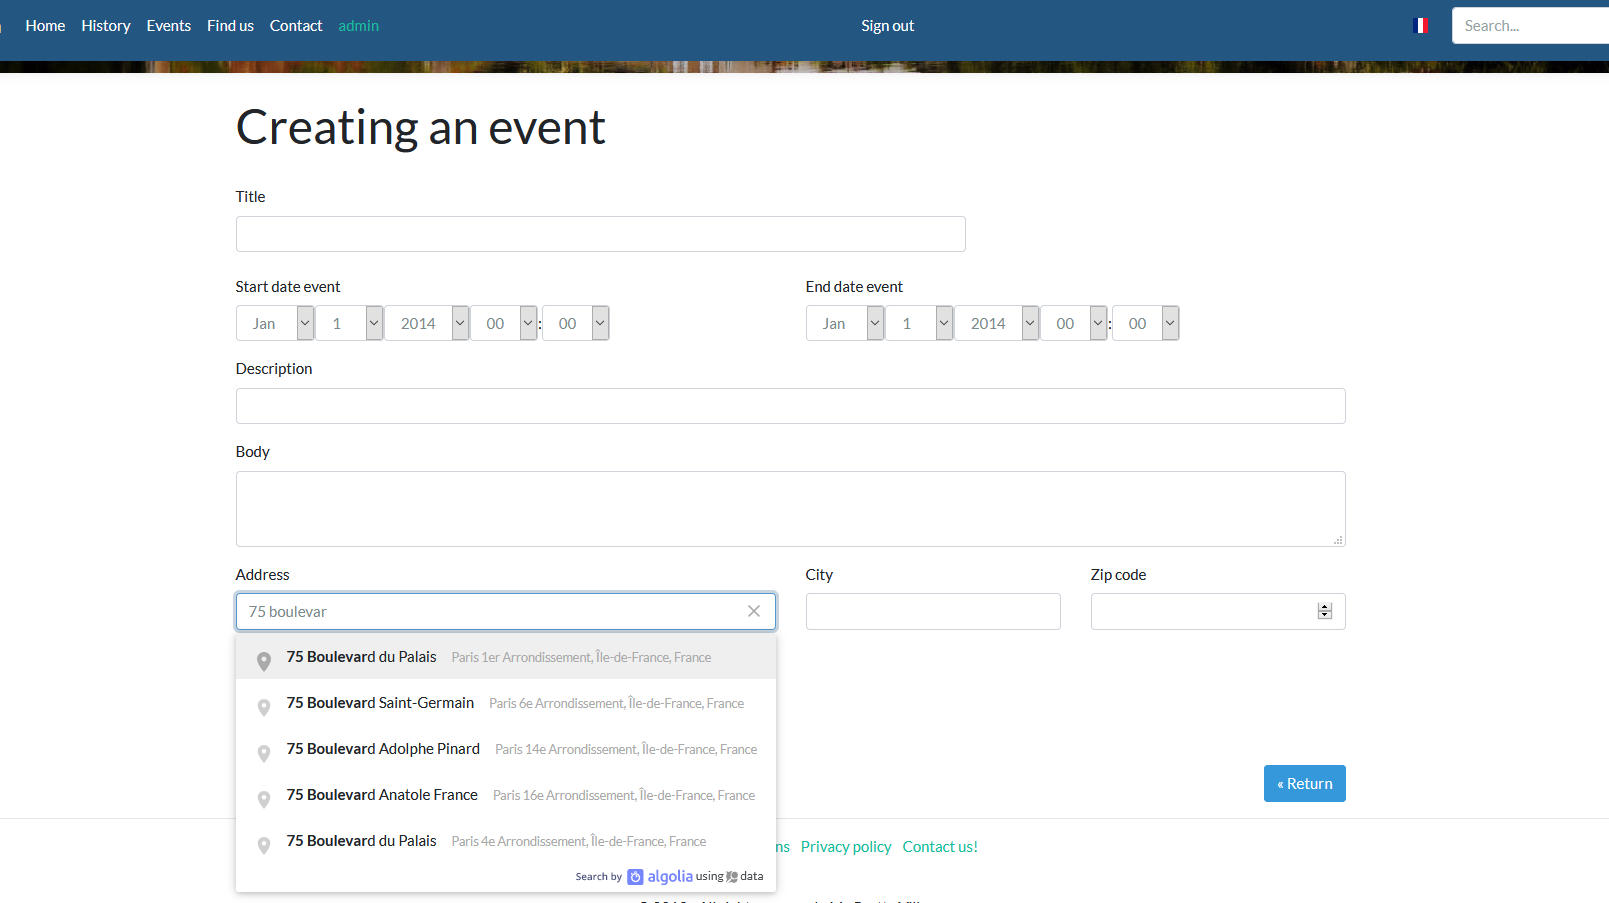 Home History Events Find us Contact admin Sign out Search...
Creating an event
Title
Start date event End date event
Jan 1 2014 00 : 00 Jan 1 2014 00 : 00
Description
Body
Address City Zip code
75 boulevar
75 Boulevard du Palais Paris 1er Arrondissement, Île-de-France, France
75 Boulevard Saint-Germain Paris 6e Arrondissement, Île-de-France, France
75 Boulevard Adolphe Pinard Paris 14e Arrondissement, Île-de-France, France
« Return
75 Boulevard Anatole France Paris 16e Arrondissement, Île-de-France, France
75 Boulevard du Palais Paris 4e Arrondissement, Île-de-France, France
ns Privacy policy Contact us!
Search by algolia using data